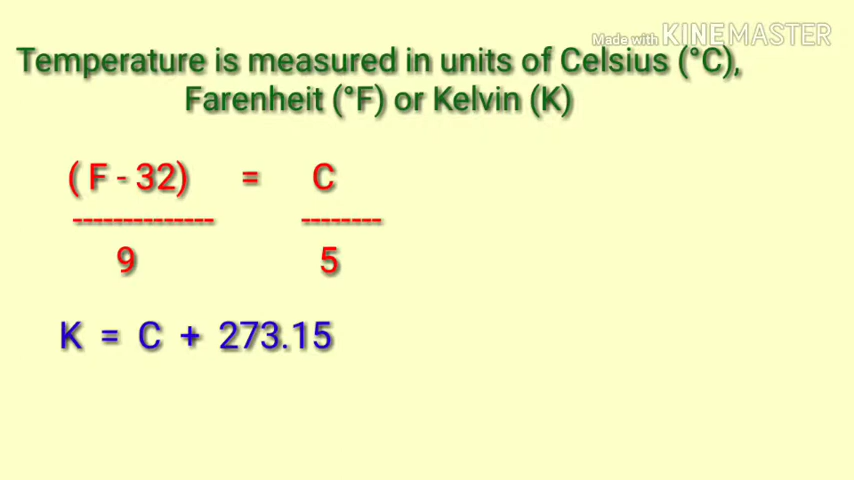 Made with KINEMASTER
Temperature is measured in units of Celsius (°C),
Farenheit (°F) or Kelvin (K)
( F - 32) = C
-------------- --------
9 5
K = C + 273.15